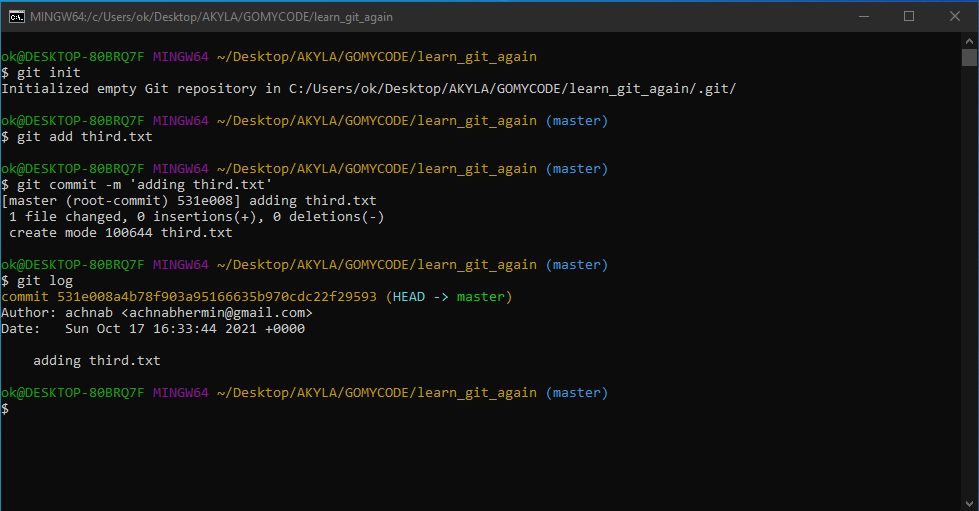 MINGW64:/c/Users/ok/Desktop/AKYLA/GOMYCODE/learn_git_again
ok@DESKTOP-80BRQ7F MINGW64 ~/Desktop/AKYLA/GOMYCODE/learn_git_again
$ git init
Initialized empty Git repository in C:/Users/ok/Desktop/AKYLA/GOMYCODE/learn_git_again/.git/
ok@DESKTOP-80BRQ7F MINGW64 ~/Desktop/AKYLA/GOMYCODE/learn_git_again (master)
$ git add third.txt
ok@DESKTOP-80BRQ7F MINGW64 ~/Desktop/AKYLA/GOMYCODE/learn_git_again (master)
$ git commit -m 'adding third.txt'
[master (root-commit) 531e008] adding third.txt
 1 file changed, 0 insertions(+), 0 deletions(-)
 create mode 100644 third.txt
ok@DESKTOP-80BRQ7F MINGW64 ~/Desktop/AKYLA/GOMYCODE/learn_git_again (master)
$ git log
commit 531e008a4b78f903a95166635b970cdc22f29593 (HEAD -> master)
Author: achnab <achnabhermin@gmail.com>
Date:   Sun Oct 17 16:33:44 2021 +0000
    adding third.txt
ok@DESKTOP-80BRQ7F MINGW64 ~/Desktop/AKYLA/GOMYCODE/learn_git_again (master)
$